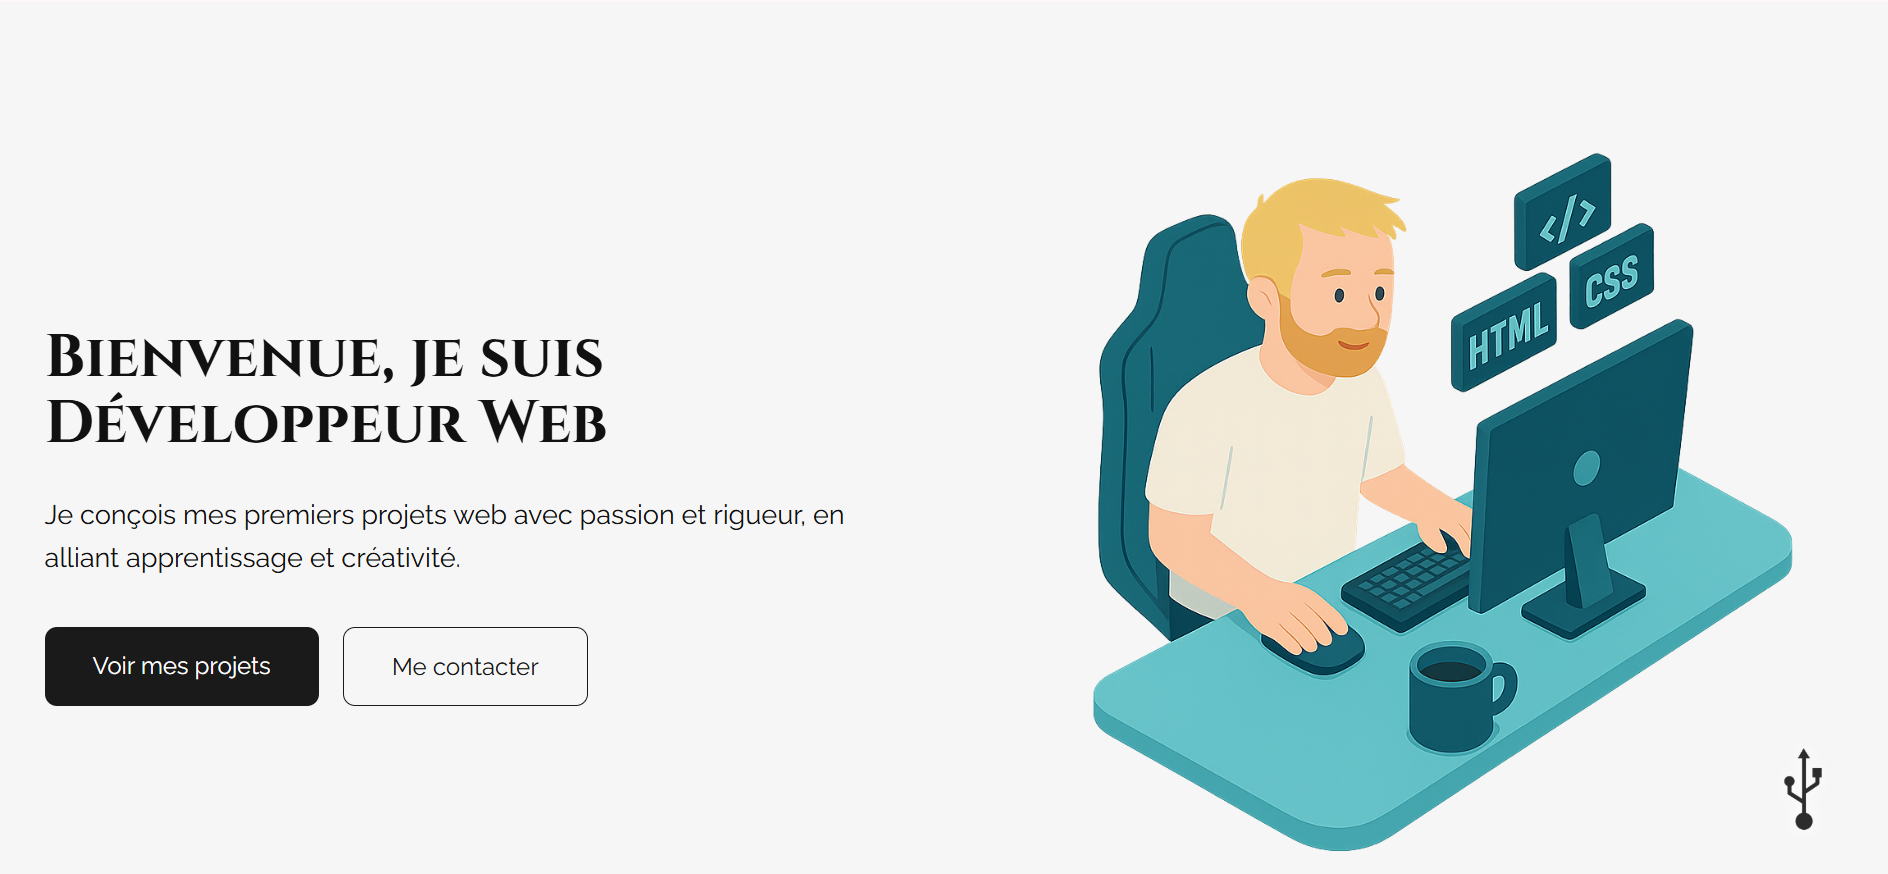 Bienvenue, je suis
Développeur Web
Je conçois mes premiers projets web avec passion et rigueur, en
alliant apprentissage et créativité.
Voir mes projets
Me contacter
</>
CSS
HTML